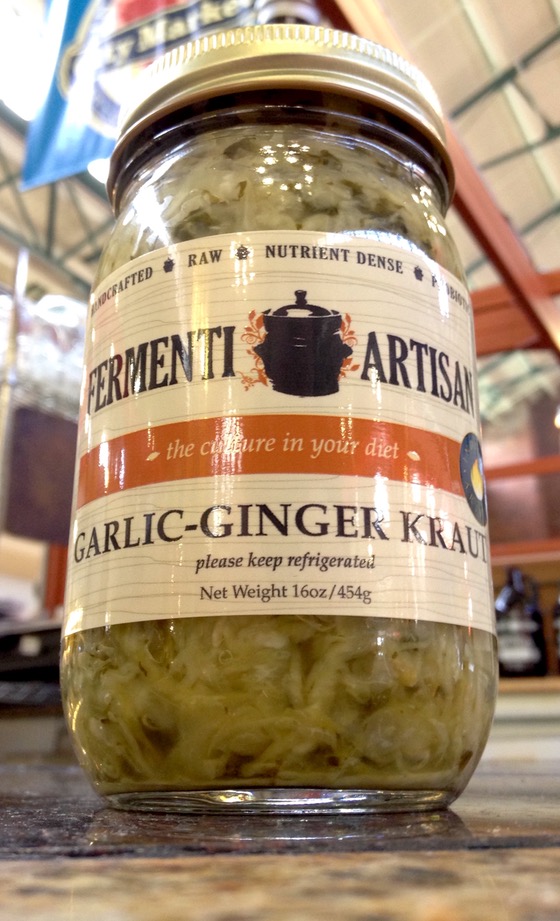 Market
HANDCRAFTED RAW NUTRIENT DENSE
FERMENTI ARTISAN
the culture in your diet
GARLIC-GINGER KRAUT
please keep refrigerated
Net Weight 16oz/454g